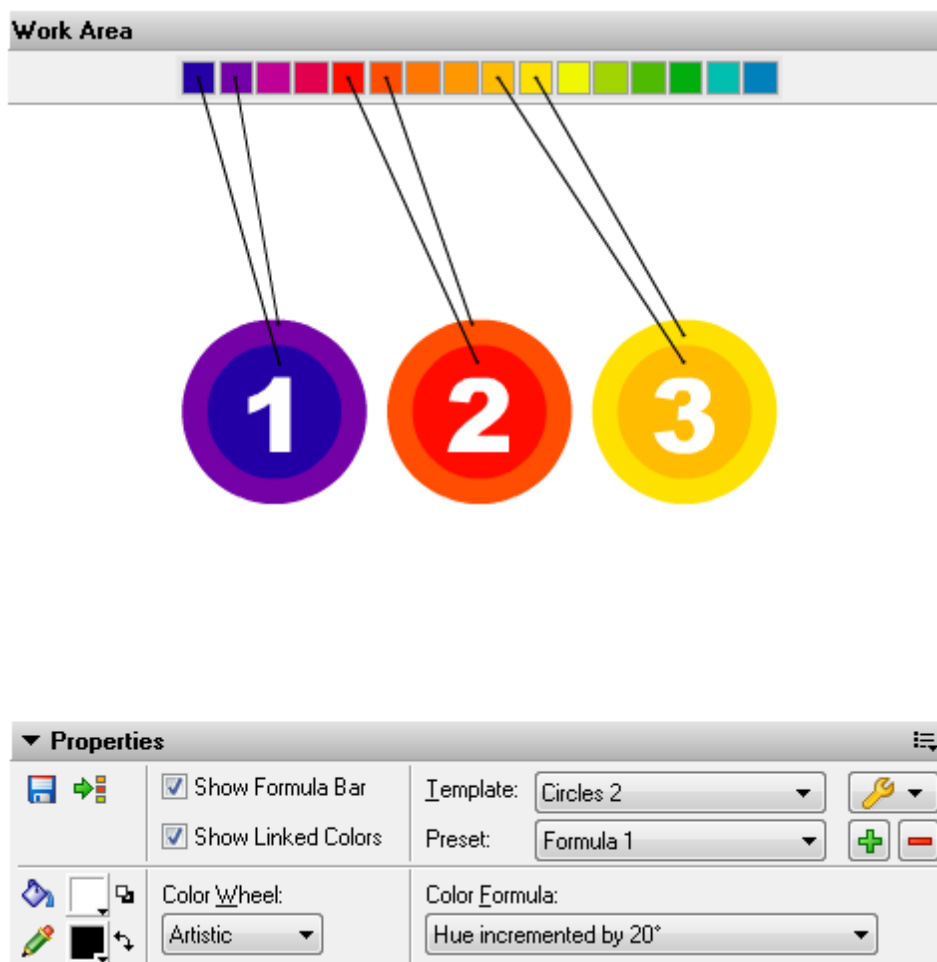 Work Area
1 2 3
Properties
Show Formula Bar
Template: Circles 2
Show Linked Colors
Preset: Formula 1
Color Wheel:
Color Formula:
Artistic
Hue incremented by 20°